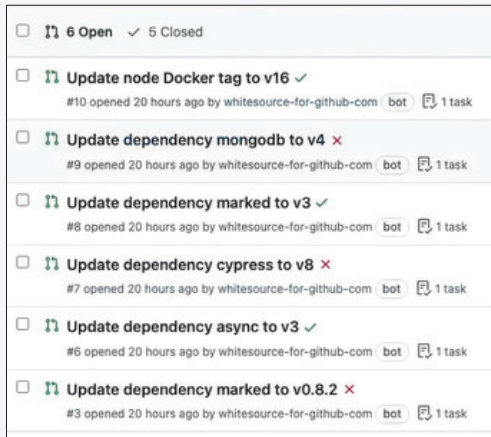 6 Open 5 Closed
Update node Docker tag to v16
#10 opened 20 hours ago by whitesource-for-github-com bot 1 task
Update dependency mongodb to v4
#9 opened 20 hours ago by whitesource-for-github-com bot 1 task
Update dependency marked to v3
#8 opened 20 hours ago by whitesource-for-github-com bot 1 task
Update dependency cypress to v8
#7 opened 20 hours ago by whitesource-for-github-com bot 1 task
Update dependency async to v3
#6 opened 20 hours ago by whitesource-for-github-com bot 1 task
Update dependency marked to v0.8.2
#3 opened 20 hours ago by whitesource-for-github-com bot 1 task